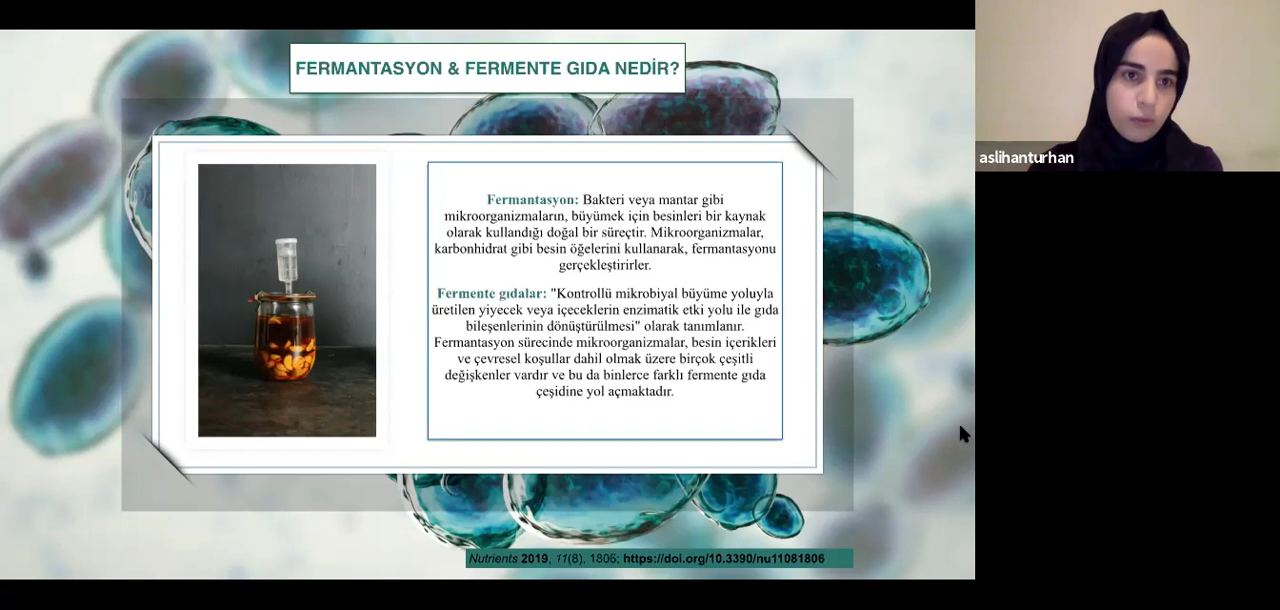 FERMANTASYON & FERMENTE GIDA NEDİR?
aslihanturhan
Fermantasyon: Bakteri veya mantar gibi
mikroorganizmaların, büyümek için besinleri bir kaynak
olarak kullandığı doğal bir süreçtir. Mikroorganizmalar,
karbonhidrat gibi besin öğelerini kullanarak, fermantasyonu
gerçekleştirirler.
Fermente gıdalar: "Kontrollü mikrobiyal büyüme yoluyla
üretilen yiyecek veya içeceklerin enzimatik etki yolu ile gıda
bileşenlerinin dönüştürülmesi" olarak tanımlanır.
Fermantasyon sürecinde mikroorganizmalar, besin içerikleri
ve çevresel koşullar dahil olmak üzere birçok çeşitli
değişkenler vardır ve bu da binlerce farklı fermente gıda
çeşidine yol açmaktadır.
Nutrients 2019, 11(8), 1806; https://doi.org/10.3390/nu11081806